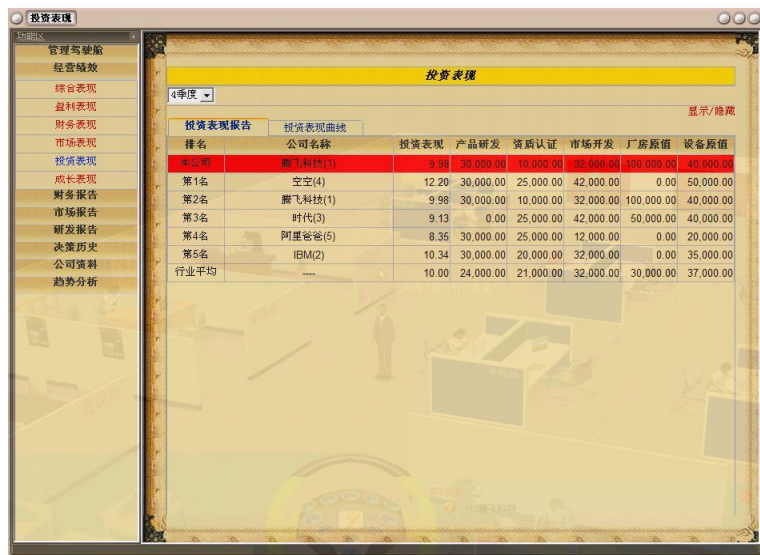 投资表现
功能区
管理驾驶舱
经营绩效
综合表现
盈利表现
财务表现
市场表现
投资表现
成长表现
财务报告
市场报告
研发报告
决策历史
公司资料
趋势分析
投资表现
4季度
显示/隐藏
投资表现报告 投资表现曲线
排名 公司名称 投资表现 产品研发 资质认证 市场开发 厂房原值 设备原值
本公司 腾飞科技(1) 9.98 30,000.00 10,000.00 32,000.00 100,000.00 40,000.00
第1名 空空(4) 12.20 30,000.00 25,000.00 42,000.00 0.00 50,000.00
第2名 腾飞科技(1) 9.98 30,000.00 10,000.00 32,000.00 100,000.00 40,000.00
第3名 时代(3) 9.13 0.00 25,000.00 42,000.00 50,000.00 40,000.00
第4名 阿里爸爸(5) 8.35 30,000.00 25,000.00 12,000.00 0.00 20,000.00
第5名 IBM(2) 10.34 30,000.00 20,000.00 32,000.00 0.00 35,000.00
行业平均 ---- 10.00 24,000.00 21,000.00 32,000.00 30,000.00 37,000.00